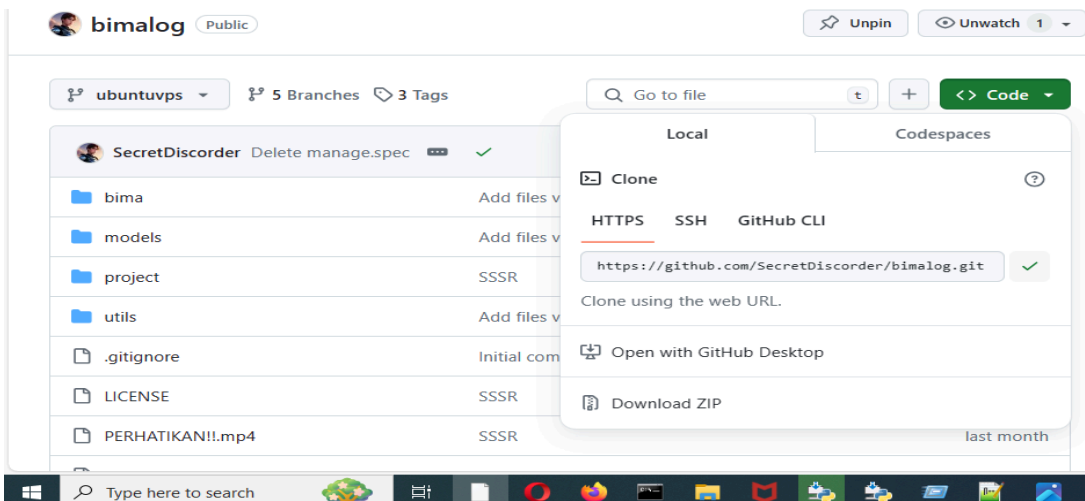 bimalog Public Unpin Unwatch 1
ubuntuvps 5 Branches 3 Tags Go to file t + <> Code
SecretDiscorder Delete manage.spec
Local Codespaces
bima Add files v
Clone
models Add files v
HTTPS SSH GitHub CLI
project SSSR
https://github.com/SecretDiscorder/bimalog.git
Clone using the web URL.
utils Add files v
.gitignore Initial com
Open with GitHub Desktop
LICENSE SSSR
Download ZIP
PERHATIKAN!!.mp4 SSSR last month
Type here to search